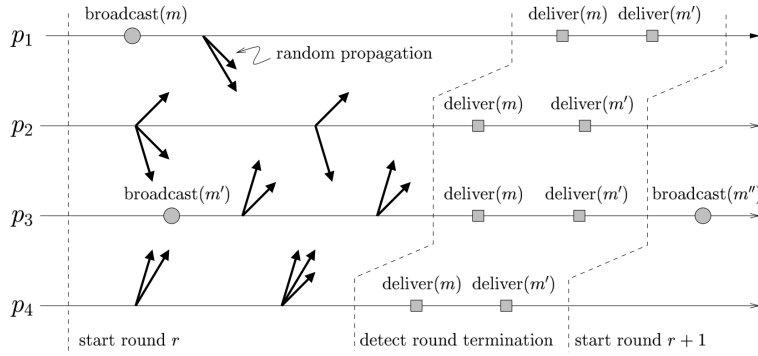 broadcast(m)
deliver(m) deliver(m′)
p1
random propagation
deliver(m) deliver(m′)
p2
broadcast(m′)
deliver(m) deliver(m′) broadcast(m″)
p3
deliver(m) deliver(m′)
p4
start round r
detect round termination
start round r + 1